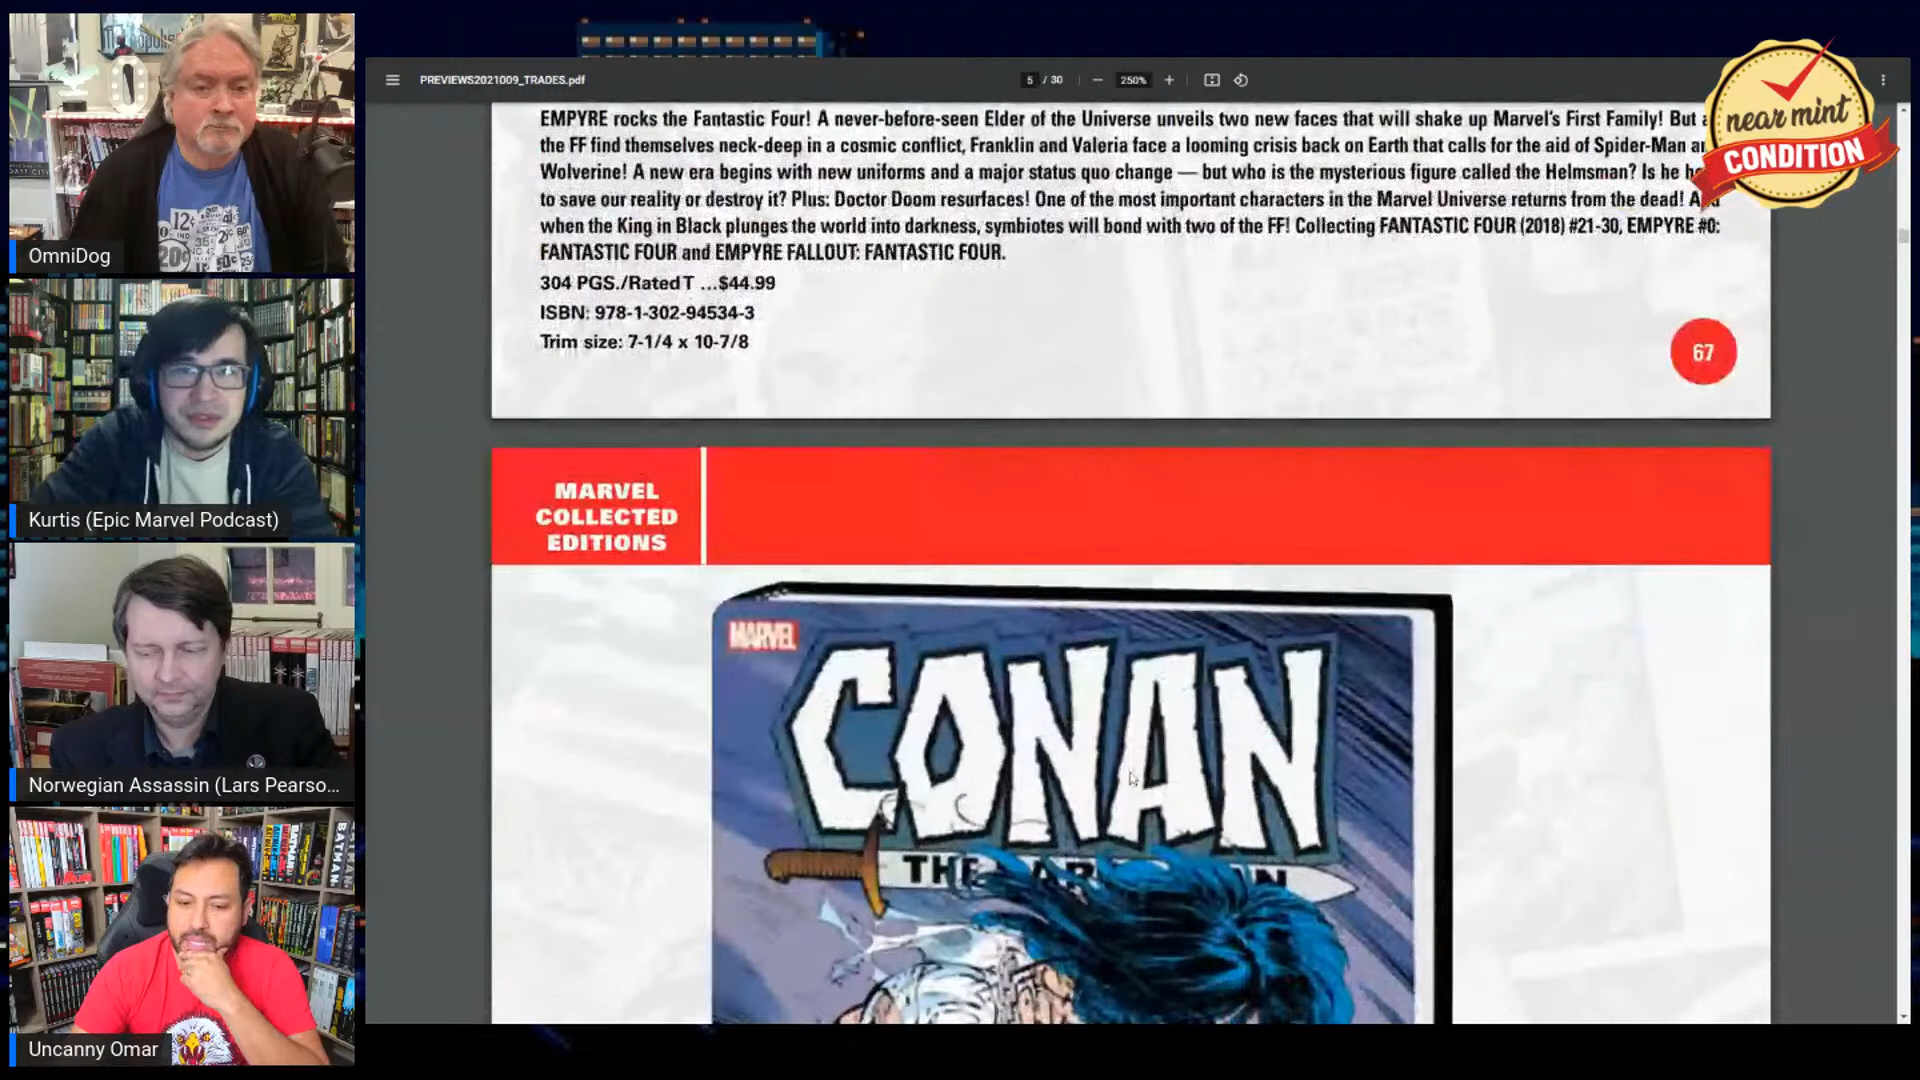 PREVIEWS2021009_TRADES.pdf
5 / 30
250%
near mint
CONDITION
EMPYRE rocks the Fantastic Four! A never-before-seen Elder of the Universe unveils two new faces that will shake up Marvel's First Family! But
the FF find themselves neck-deep in a cosmic conflict, Franklin and Valeria face a looming crisis back on Earth that calls for the aid of Spider-Man
Wolverine! A new era begins with new uniforms and a major status quo change — but who is the mysterious figure called the Helmsman? Is he
to save our reality or destroy it? Plus: Doctor Doom resurfaces! One of the most important characters in the Marvel Universe returns from the dead!
when the King in Black plunges the world into darkness, symbiotes will bond with two of the FF! Collecting FANTASTIC FOUR (2018) #21-30, EMPYRE #0:
FANTASTIC FOUR and EMPYRE FALLOUT: FANTASTIC FOUR.
304 PGS./Rated T ...$44.99
ISBN: 978-1-302-94534-3
Trim size: 7-1/4 x 10-7/8
67
MARVEL
COLLECTED
EDITIONS
MARVEL
CONAN
THE
OmniDog
Kurtis (Epic Marvel Podcast)
Norwegian Assassin (Lars Pearso...
Uncanny Omar
12¢
20¢
BATMAN
BATMAN